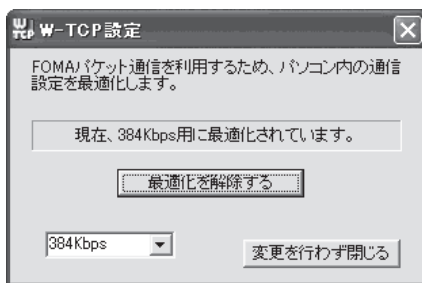 W-TCP設定
FOMAパケット通信を利用するため、パソコン内の通信
設定を最適化します。
現在、384Kbps用に最適化されています。
最適化を解除する
384Kbps
変更を行わず閉じる